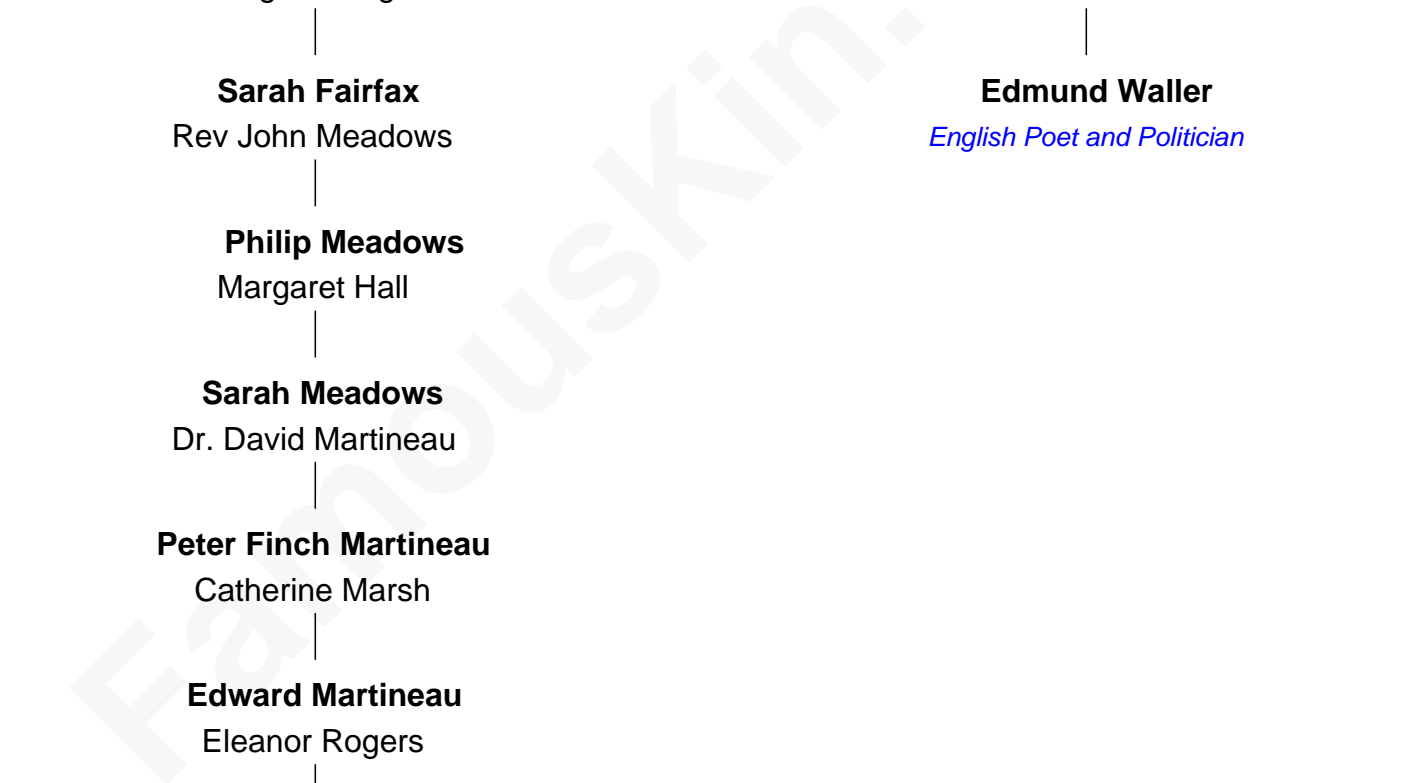 Sarah Fairfax
Rev John Meadows
Philip Meadows
Margaret Hall
Sarah Meadows
Dr. David Martineau
Peter Finch Martineau
Catherine Marsh
Edward Martineau
Eleanor Rogers
Edmund Waller
English Poet and Politician
FamousKin.